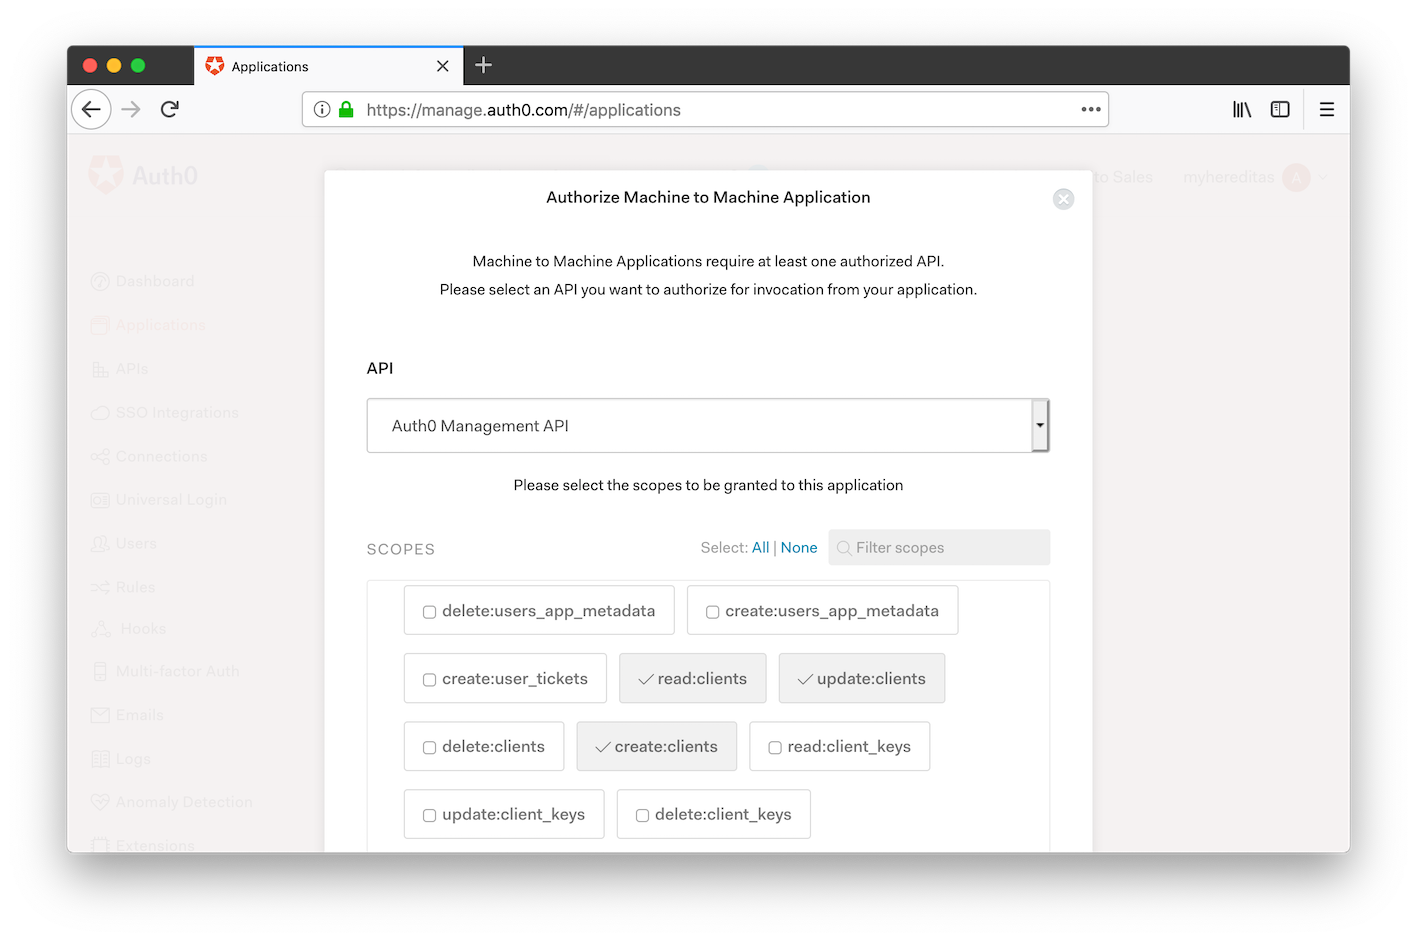 Applications
https://manage.auth0.com/#/applications
Auth0
to Sales
myhereditas
A
Authorize Machine to Machine Application
Machine to Machine Applications require at least one authorized API.
Please select an API you want to authorize for invocation from your application.
Dashboard
Applications
APIs
SSO Integrations
Connections
Universal Login
Users
Rules
Hooks
Multi-factor Auth
Emails
Logs
Anomaly Detection
Extensions
API
Auth0 Management API
Please select the scopes to be granted to this application
SCOPES
Select: All | None
Filter scopes
delete:users_app_metadata create:users_app_metadata
create:user_tickets read:clients update:clients
delete:clients create:clients read:client_keys
update:client_keys delete:client_keys